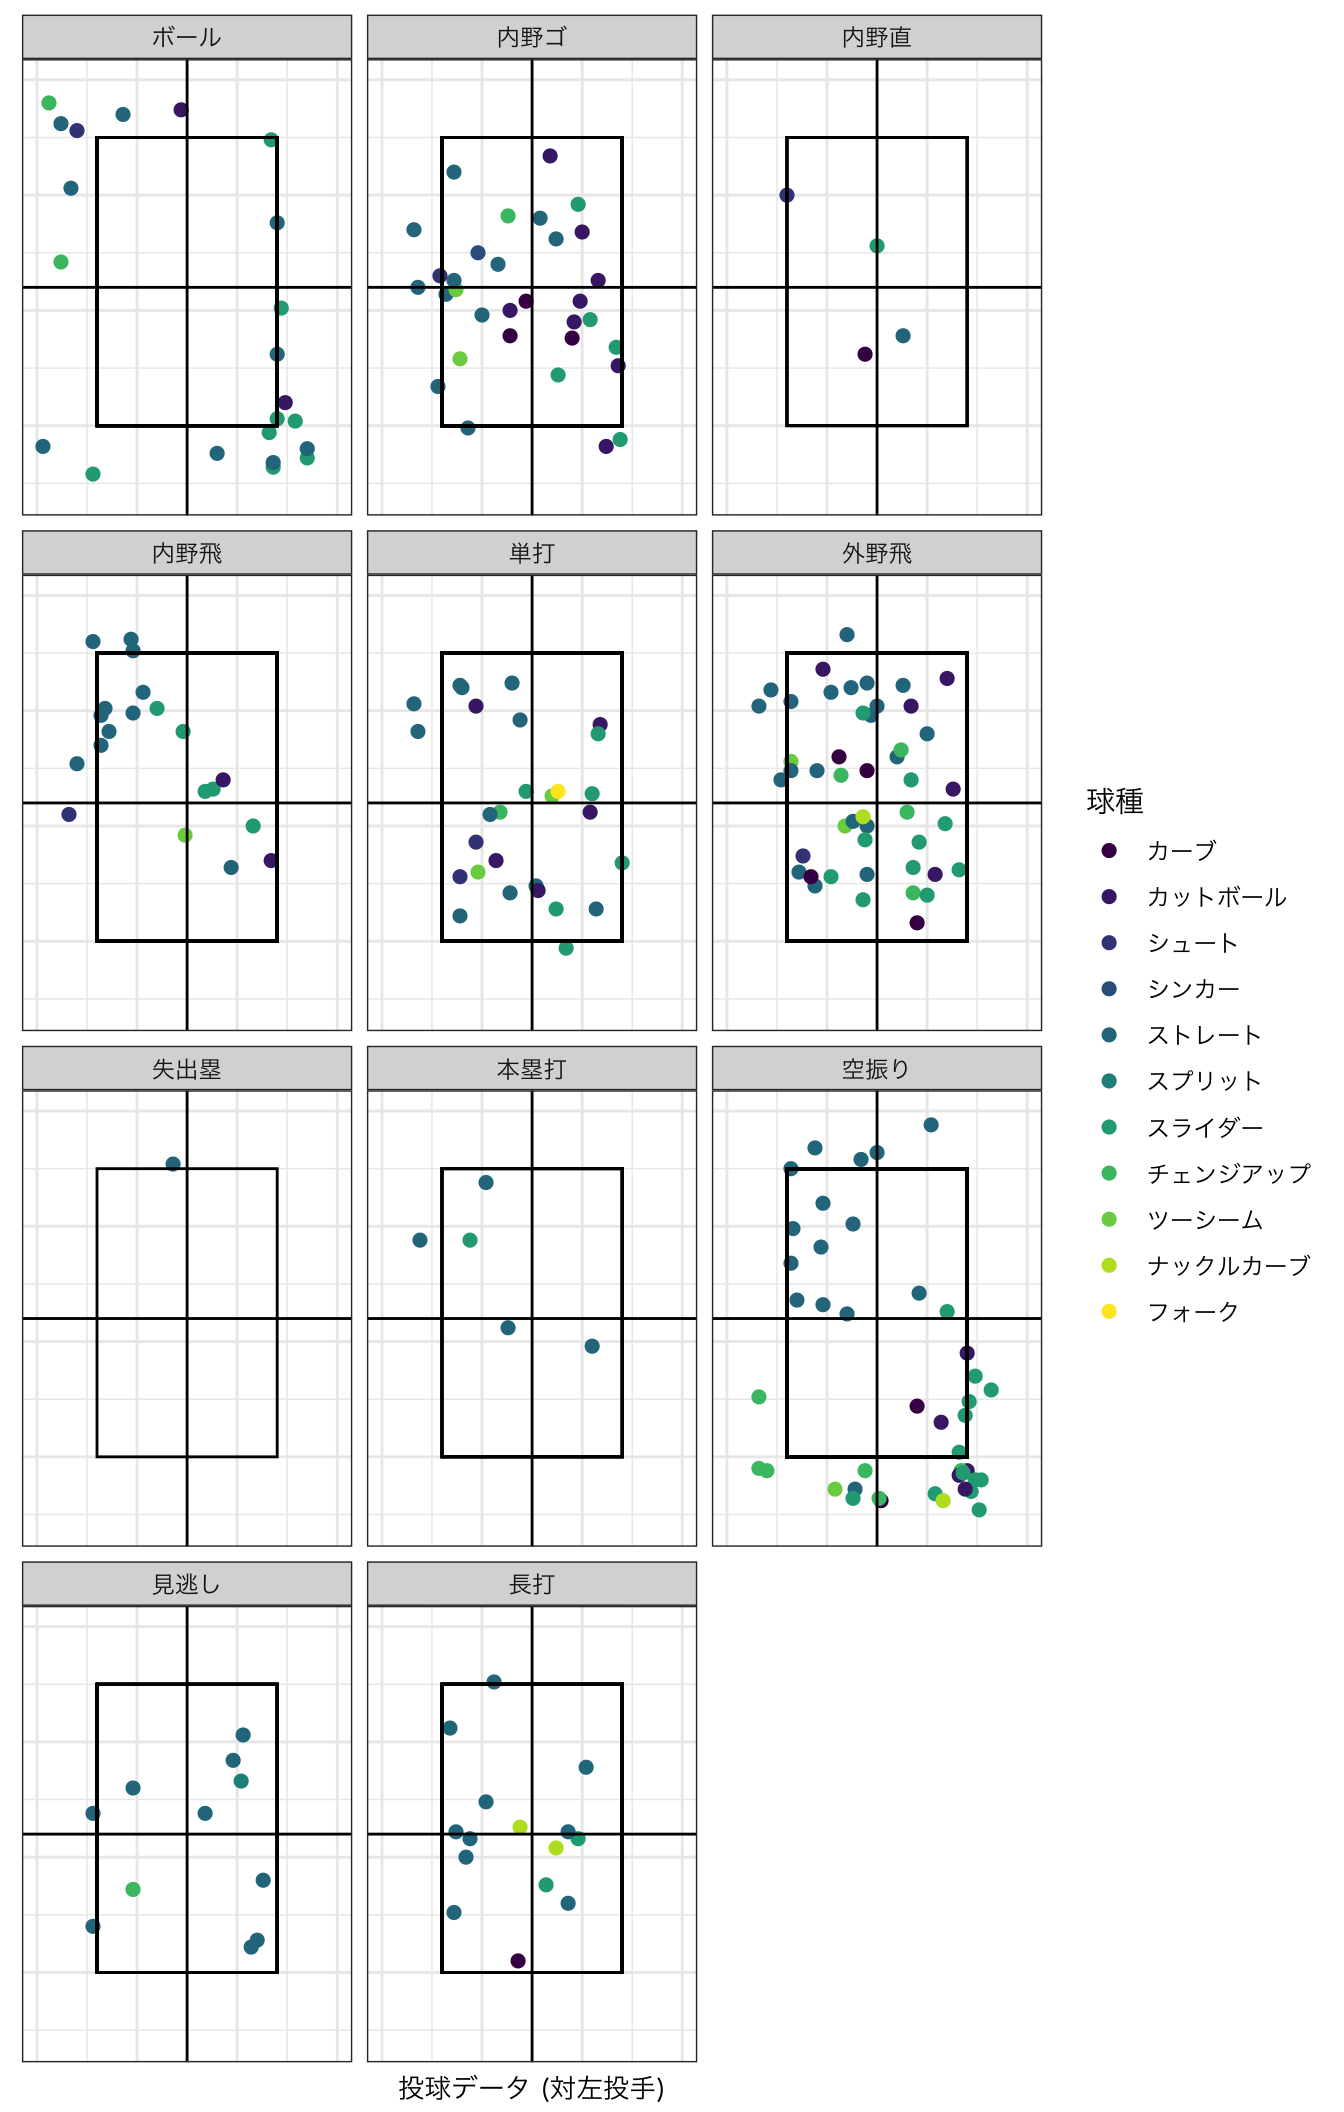 ボール
内野ゴ
内野直
内野飛
単打
外野飛
失出塁
本塁打
空振り
見逃し
長打
球種
カーブ
カットボール
シュート
シンカー
ストレート
スプリット
スライダー
チェンジアップ
ツーシーム
ナックルカーブ
フォーク
投球データ (対左投手)